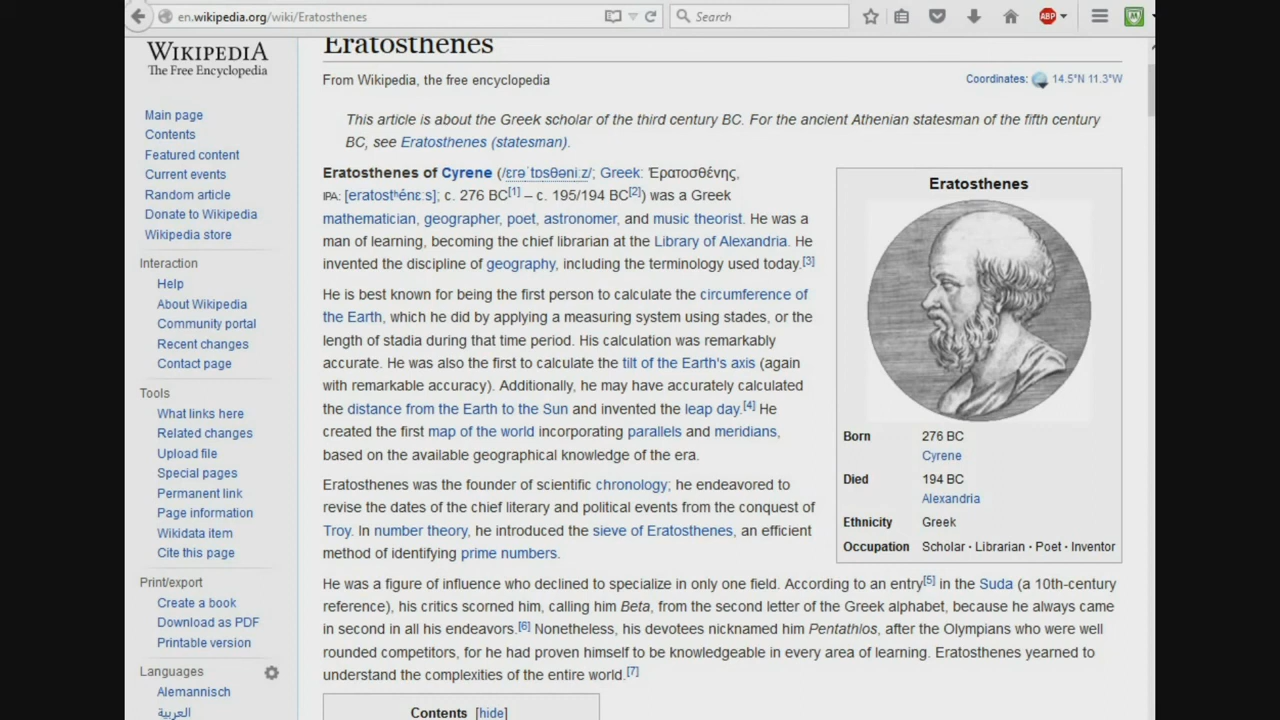 en.wikipedia.org/wiki/Eratosthenes
Search
ABP
WIKIPEDIA
The Free Encyclopedia
Main page
Contents
Featured content
Current events
Random article
Donate to Wikipedia
Wikipedia store
Interaction
Help
About Wikipedia
Community portal
Recent changes
Contact page
Tools
What links here
Related changes
Upload file
Special pages
Permanent link
Page information
Wikidata item
Cite this page
Print/export
Create a book
Download as PDF
Printable version
Languages
Alemannisch
العربية
Eratosthenes
From Wikipedia, the free encyclopedia
Coordinates: 14.5°N 11.3°W
This article is about the Greek scholar of the third century BC. For the ancient Athenian statesman of the fifth century
BC, see Eratosthenes (statesman).
Eratosthenes of Cyrene (/ɛrəˈtɒsθəniːz/; Greek: Ἐρατοσθένης,
IPA: [eratostʰénɛːs]; c. 276 BC[1] – c. 195/194 BC[2]) was a Greek
mathematician, geographer, poet, astronomer, and music theorist. He was a
man of learning, becoming the chief librarian at the Library of Alexandria. He
invented the discipline of geography, including the terminology used today.[3]
He is best known for being the first person to calculate the circumference of
the Earth, which he did by applying a measuring system using stades, or the
length of stadia during that time period. His calculation was remarkably
accurate. He was also the first to calculate the tilt of the Earth's axis (again
with remarkable accuracy). Additionally, he may have accurately calculated
the distance from the Earth to the Sun and invented the leap day.[4] He
created the first map of the world incorporating parallels and meridians,
based on the available geographical knowledge of the era.
Eratosthenes was the founder of scientific chronology; he endeavored to
revise the dates of the chief literary and political events from the conquest of
Troy. In number theory, he introduced the sieve of Eratosthenes, an efficient
method of identifying prime numbers.
He was a figure of influence who declined to specialize in only one field. According to an entry[5] in the Suda (a 10th-century
reference), his critics scorned him, calling him Beta, from the second letter of the Greek alphabet, because he always came
in second in all his endeavors.[6] Nonetheless, his devotees nicknamed him Pentathlos, after the Olympians who were well
rounded competitors, for he had proven himself to be knowledgeable in every area of learning. Eratosthenes yearned to
understand the complexities of the entire world.[7]
Contents [hide]
Eratosthenes
Born 276 BC
Cyrene
Died 194 BC
Alexandria
Ethnicity Greek
Occupation Scholar · Librarian · Poet · Inventor